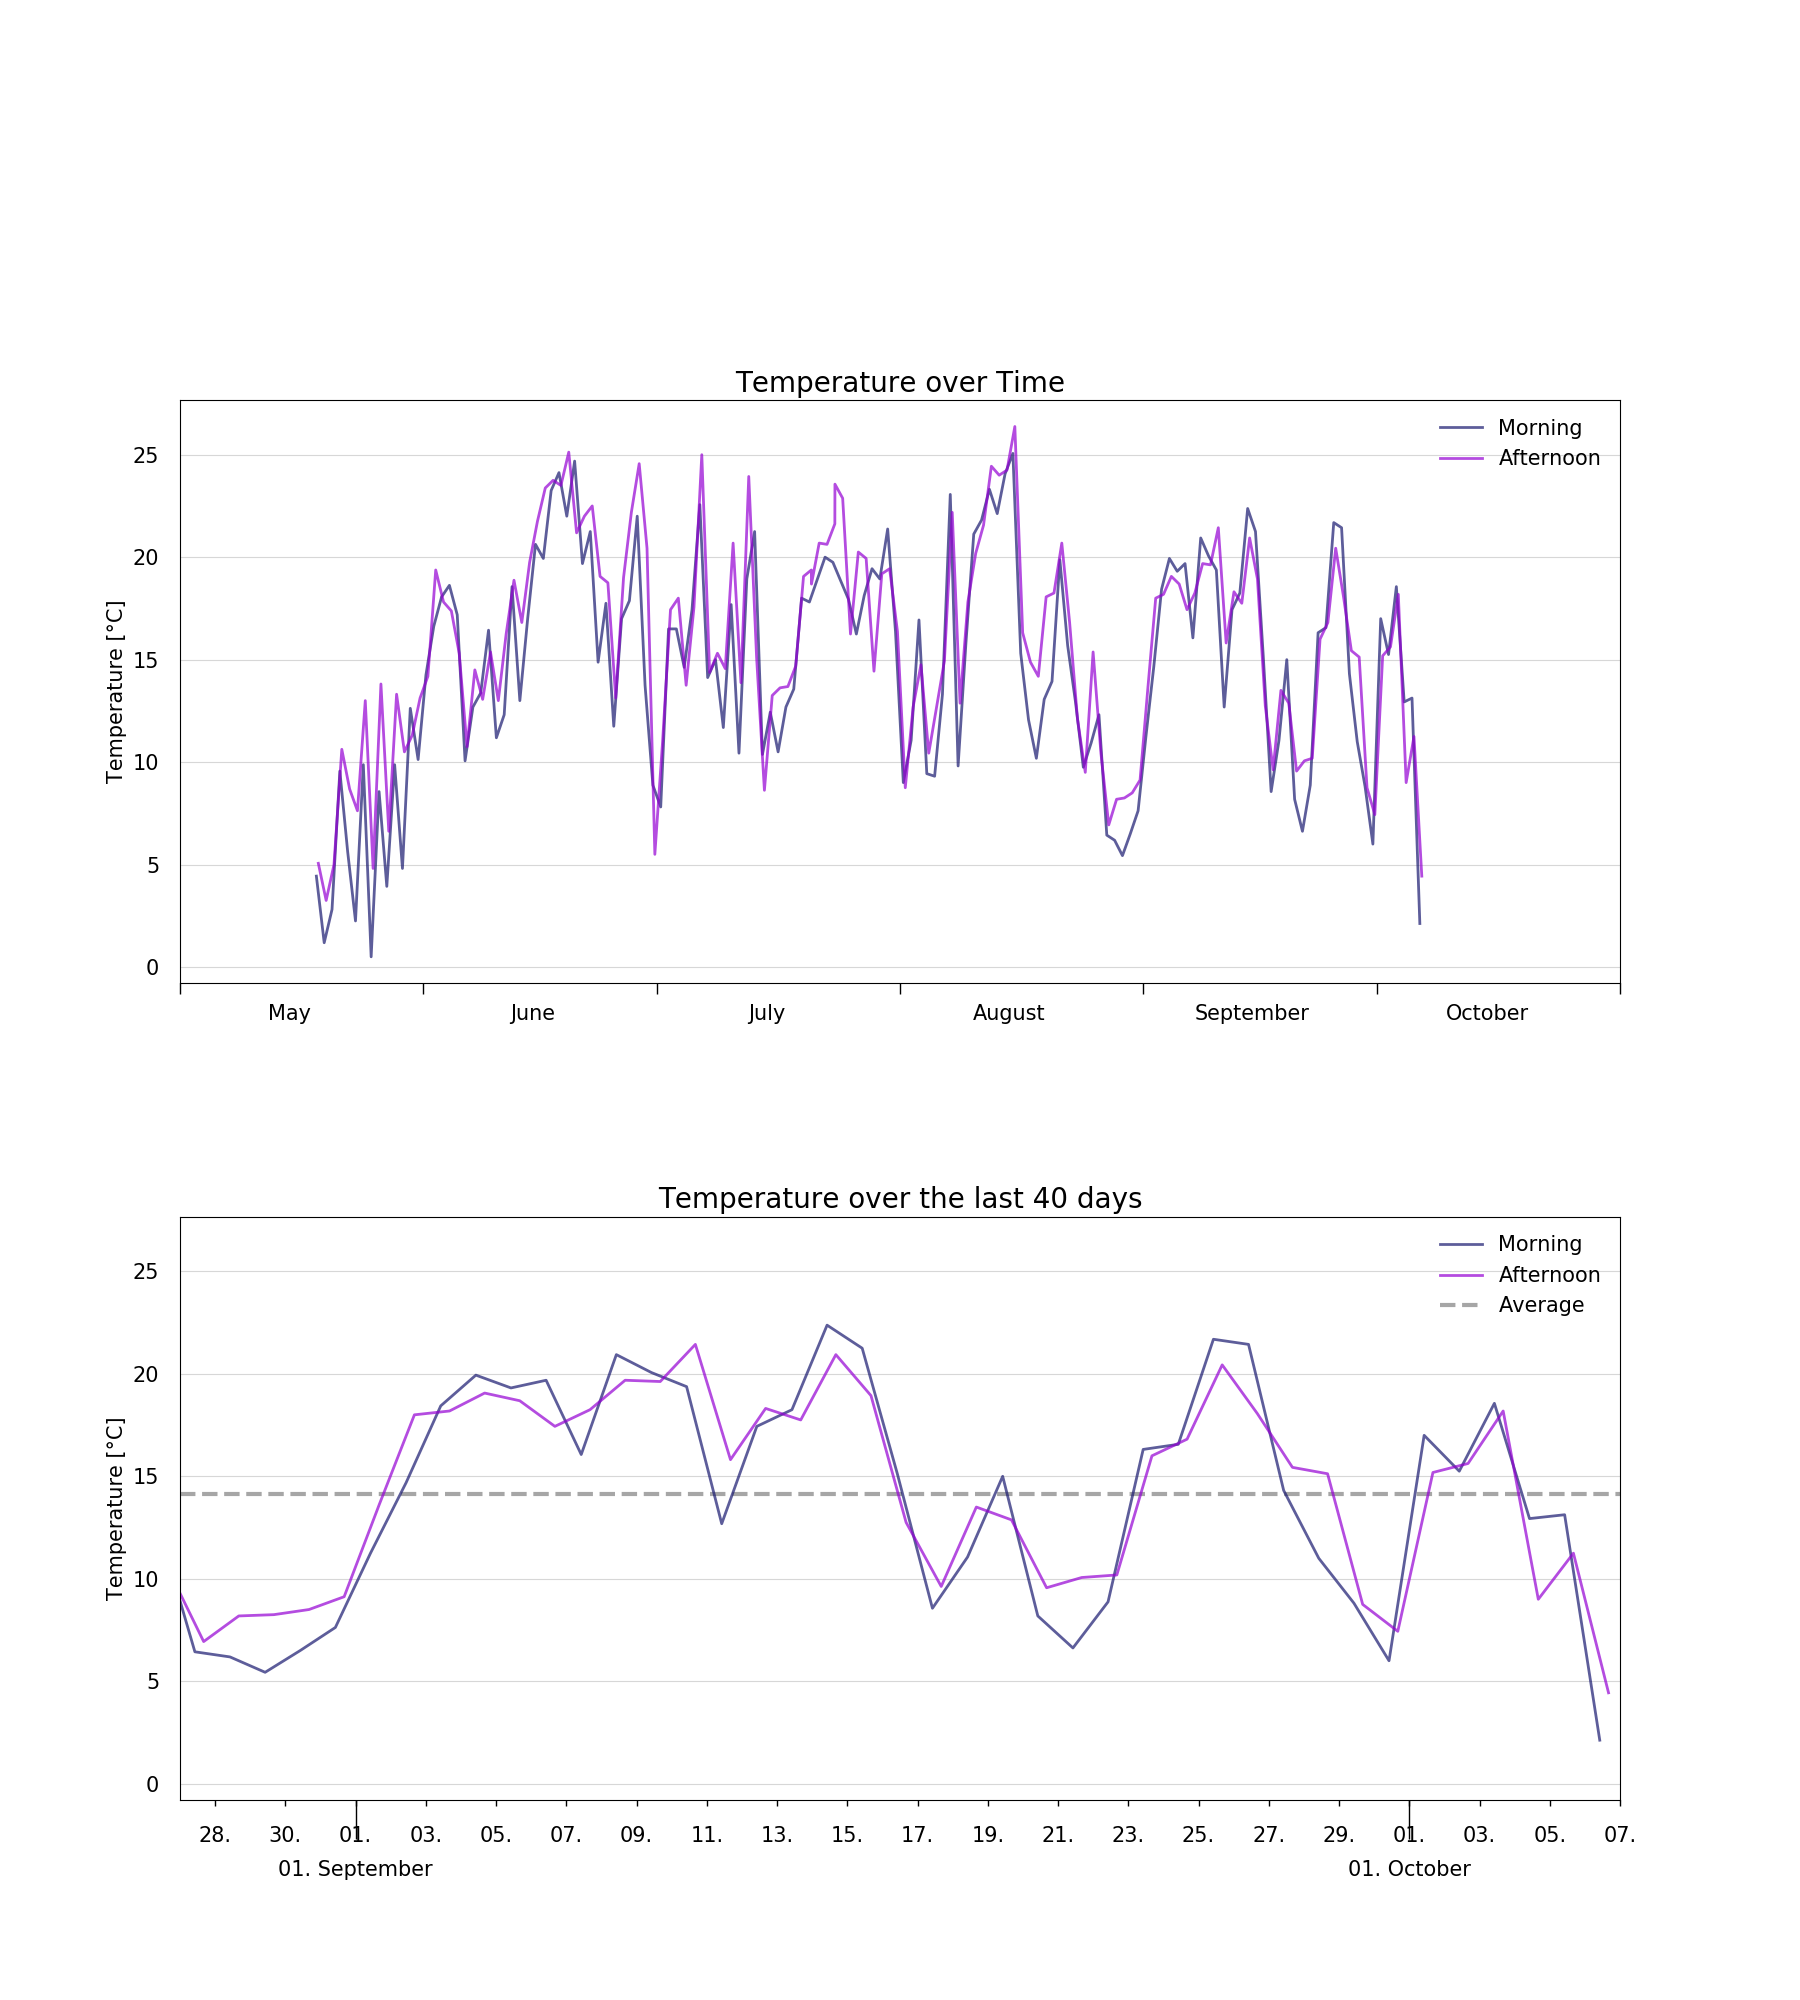 Temperature over Time
Morning
Afternoon
Temperature [°C]
25
20
15
10
5
0
May June July August September October
Temperature over the last 40 days
Morning
Afternoon
Average
Temperature [°C]
25
20
15
10
5
0
28. 30. 01. 03. 05. 07. 09. 11. 13. 15. 17. 19. 21. 23. 25. 27. 29. 01. 03. 05. 07.
01. September 01. October